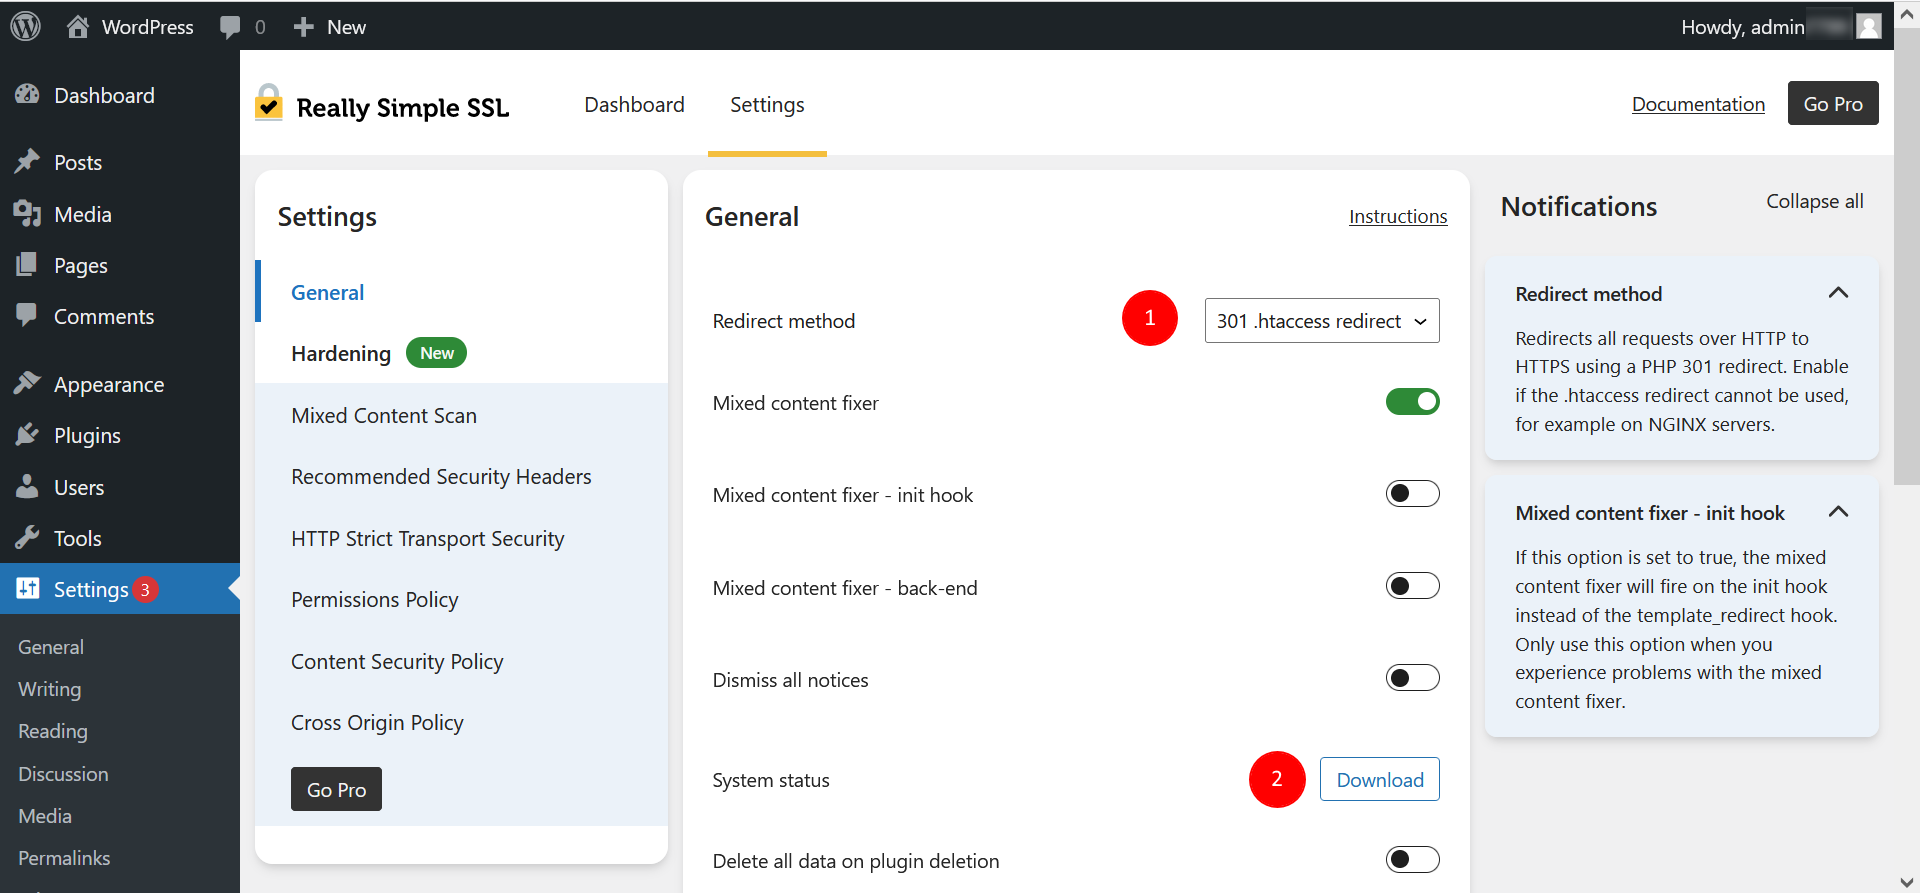 WordPress
0
New
Howdy, admin
Dashboard
Posts
Media
Pages
Comments
Appearance
Plugins
Users
Tools
Settings 3
General
Writing
Reading
Discussion
Media
Permalinks
Really Simple SSL
Dashboard
Settings
Documentation
Go Pro
Settings
General
Hardening New
Mixed Content Scan
Recommended Security Headers
HTTP Strict Transport Security
Permissions Policy
Content Security Policy
Cross Origin Policy
Go Pro
General
Instructions
Redirect method
1
301 .htaccess redirect
Mixed content fixer
Mixed content fixer - init hook
Mixed content fixer - back-end
Dismiss all notices
System status
2
Download
Delete all data on plugin deletion
Notifications
Collapse all
Redirect method
Redirects all requests over HTTP to
HTTPS using a PHP 301 redirect. Enable
if the .htaccess redirect cannot be used,
for example on NGINX servers.
Mixed content fixer - init hook
If this option is set to true, the mixed
content fixer will fire on the init hook
instead of the template_redirect hook.
Only use this option when you
experience problems with the mixed
content fixer.